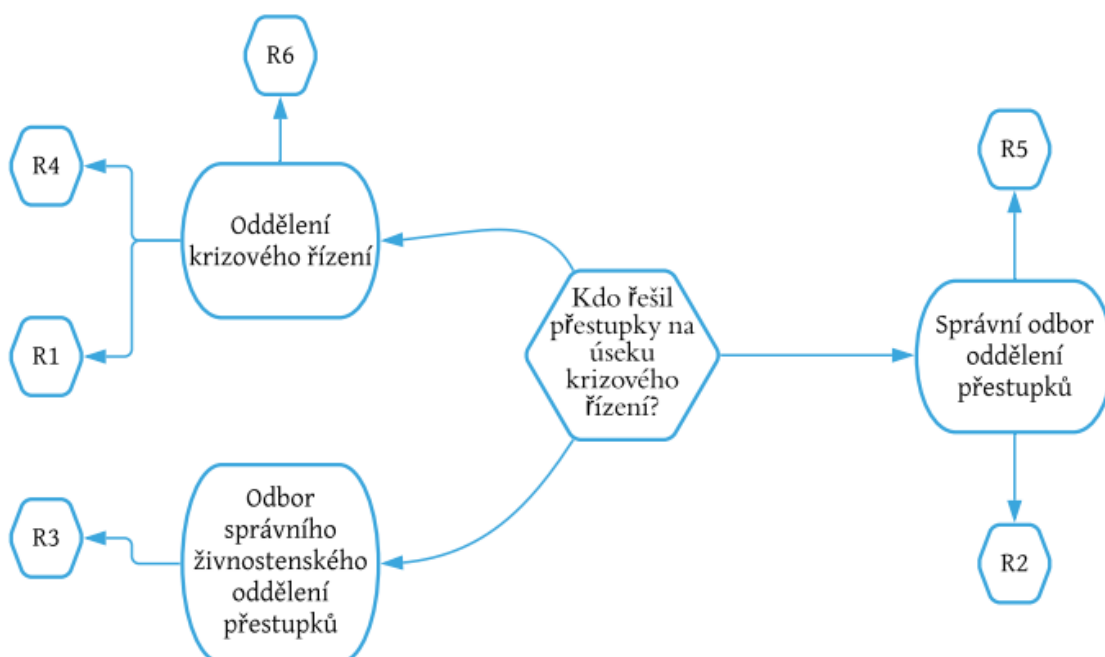 R6
R4
Oddělení
krizového řízení
R1
Kdo řešil
přestupky na
úseku
krizového
řízení?
R5
Správní odbor
oddělení
přestupků
R2
R3
Odbor
správního
živnostenského
oddělení
přestupků